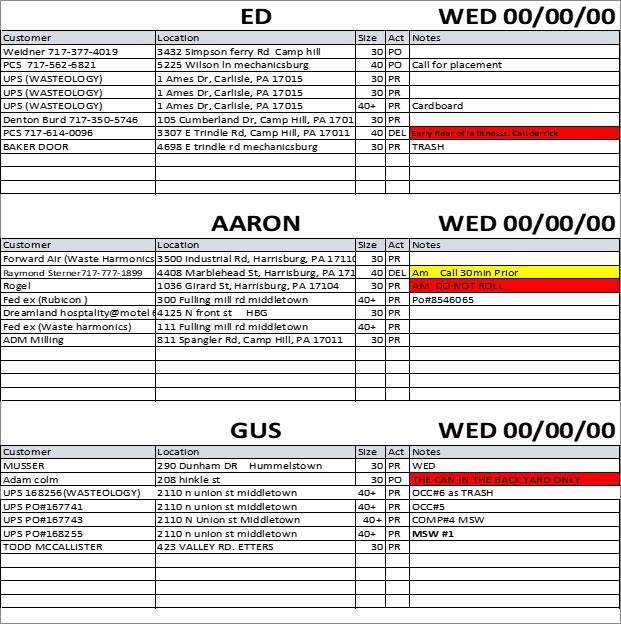 ED WED 00/00/00
Customer Location Size Act Notes
Weidner 717-377-4019 3432 Simpson ferry Rd Camp hill 30 PO
PCS 717-562-6821 5225 Wilson ln mechanicsburg 40 PO Call for placement
UPS (WASTEOLOGY) 1 Ames Dr, Carlisle, PA 17015 30 PR
UPS (WASTEOLOGY) 1 Ames Dr, Carlisle, PA 17015 30 PR
UPS (WASTEOLOGY) 1 Ames Dr, Carlisle, PA 17015 40+ PR Cardboard
Denton Burd 717-350-5746 105 Cumberland Dr, Camp Hill, PA 1701 30 PR
PCS 717-614-0096 3307 E Trindle Rd, Camp Hill, PA 17011 40 DEL Early Rear of la fitnesss. Call derrick
BAKER DOOR 4698 E trindle rd mechanicsburg 30 PR TRASH
AARON WED 00/00/00
Customer Location Size Act Notes
Forward Air (Waste Harmonics 3500 Industrial Rd, Harrisburg, PA 17110 30 PR
Raymond Sterner717-777-1899 4408 Marblehead St, Harrisburg, PA 171 40 DEL Am Call 30min Prior
Rogel 1036 Girard St, Harrisburg, PA 17104 30 PR AM DO NOT ROLL
Fed ex (Rubicon ) 300 Fulling mill rd middletown 40+ PR Po#8546065
Dreamland hosptality@motel 6 4125 N front st HBG 30 PR
Fed ex (Waste harmonics) 111 Fulling mill rd middletown 40+ PR
ADM Milling 811 Spangler Rd, Camp Hill, PA 17011 30 PR
GUS WED 00/00/00
Customer Location Size Act Notes
MUSSER 290 Dunham DR Hummelstown 30 PR WED
Adam colm 208 hinkle st 30 PO THE CAN IN THE BACK YARD ONLY
UPS 168256(WASTEOLOGY) 2110 n union st middletown 40+ PR OCC#6 as TRASH
UPS PO#167741 2110 n union st middletown 40+ PR OCC#5
UPS PO#167743 2110 N Union st Middletown 40+ PR COMP#4 MSW
UPS PO#168255 2110 n union st middletown 40+ PR MSW #1
TODD MCCALLISTER 423 VALLEY RD. ETTERS 30 PR